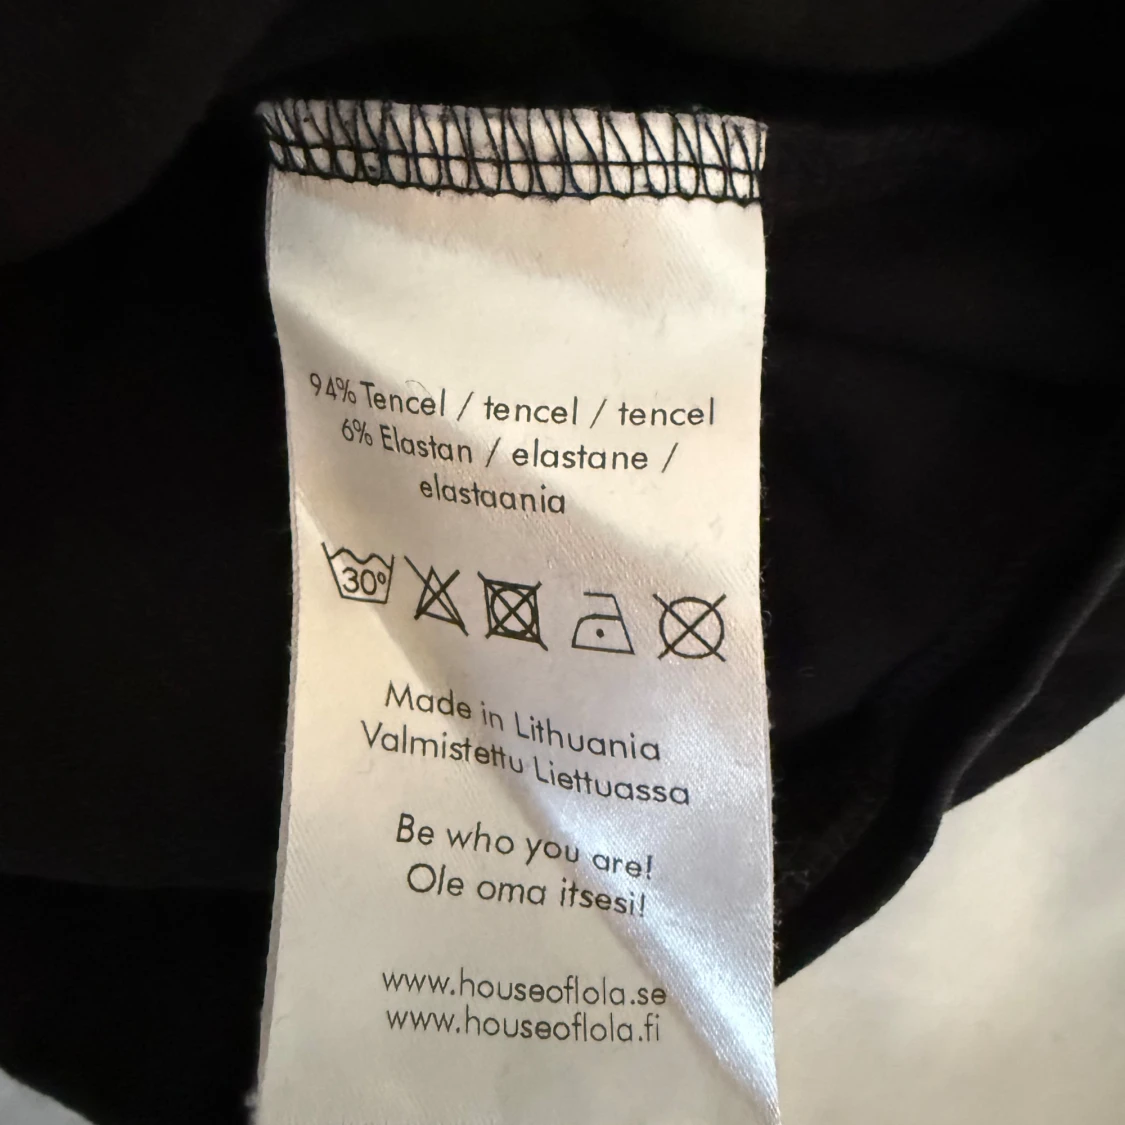 94% Tencel / tencel / tencel
6% Elastan / elastane /
elastaania
30°
Made in Lithuania
Valmistettu Liettuassa
Be who you are!
Ole oma itsesi!
www.houseoflola.se
www.houseoflola.fi